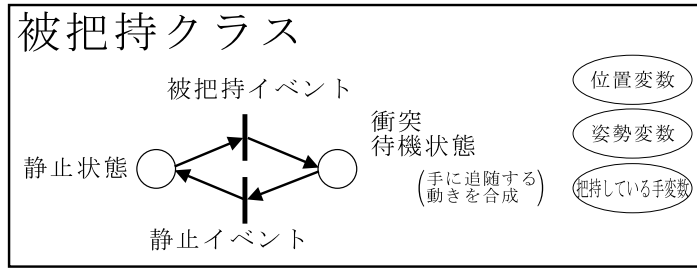 被把持クラス
被把持イベント
静止状態
衝突
待機状態
(手に追随する
動きを合成)
静止イベント
位置変数
姿勢変数
把持している手変数